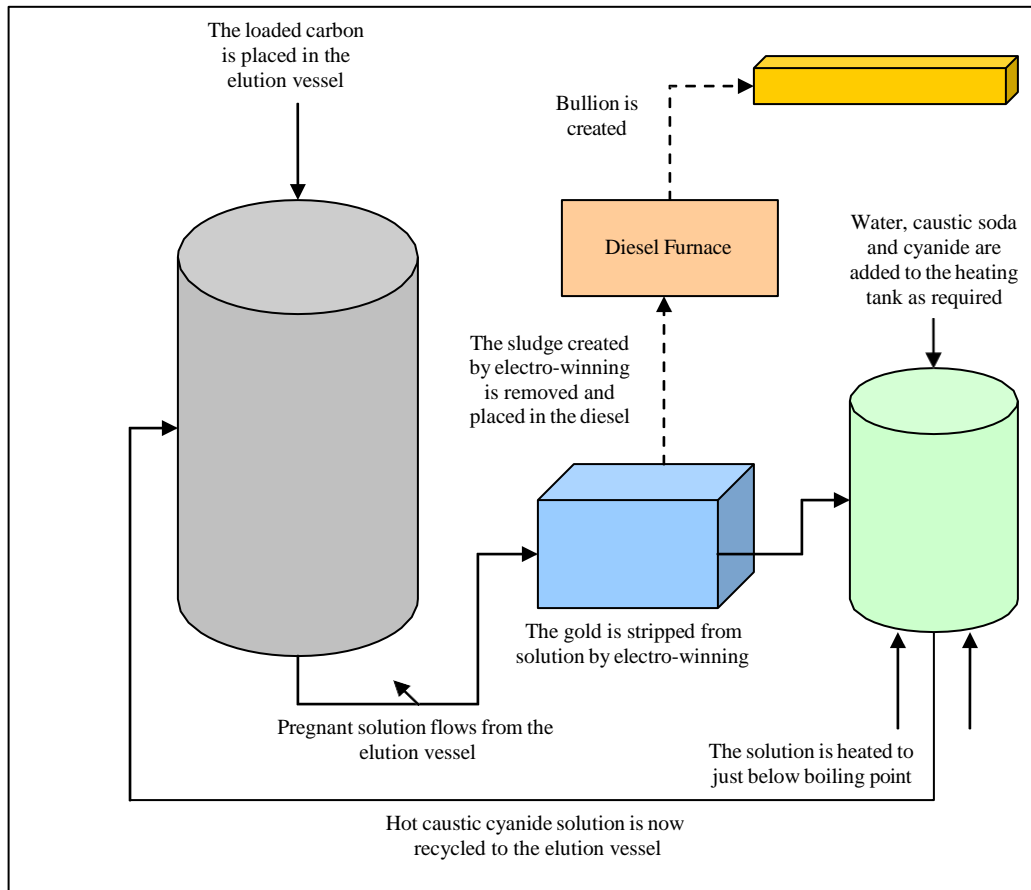 The loaded carbon
is placed in the
elution vessel
Bullion is
created
Diesel Furnace
Water, caustic soda
and cyanide are
added to the heating
tank as required
The sludge created
by electro-winning
is removed and
placed in the diesel
The gold is stripped from
solution by electro-winning
Pregnant solution flows from the
elution vessel
The solution is heated to
just below boiling point
Hot caustic cyanide solution is now
recycled to the elution vessel